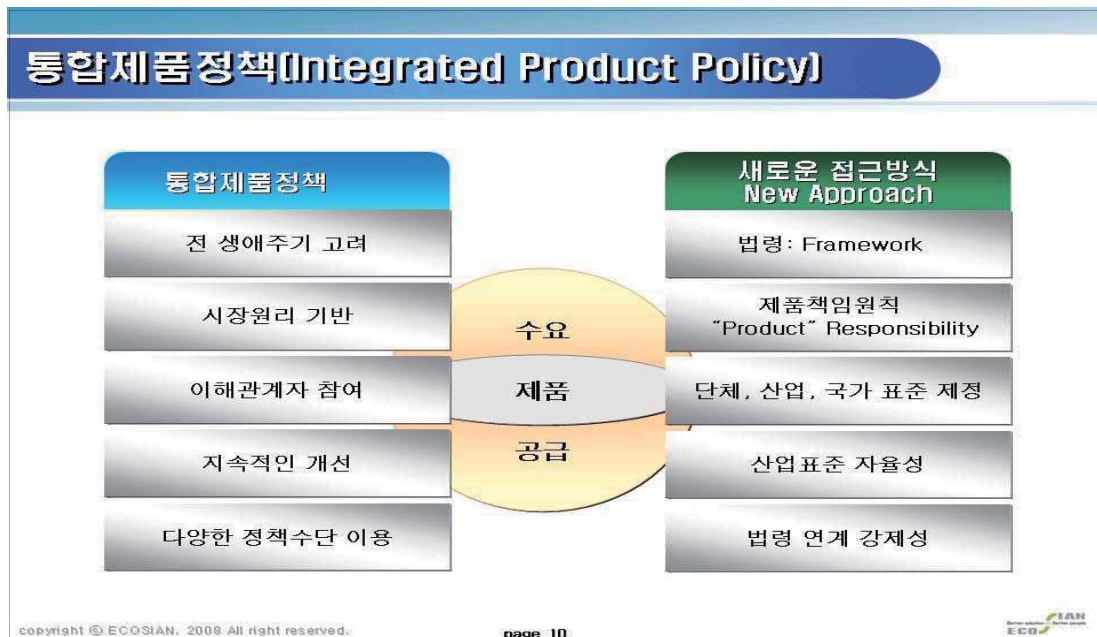 통합제품정책(Integrated Product Policy)
통합제품정책
전 생애주기 고려
시장원리 기반
이해관계자 참여
지속적인 개선
다양한 정책수단 이용
수요
제품
공급
새로운 접근방식
New Approach
법령: Framework
제품책임원칙
"Product" Responsibility
단체, 산업, 국가 표준 제정
산업표준 자율성
법령 연계 강제성
copyright © ECOSIAN. 2008 All right reserved.
page 10
ECOSIAN